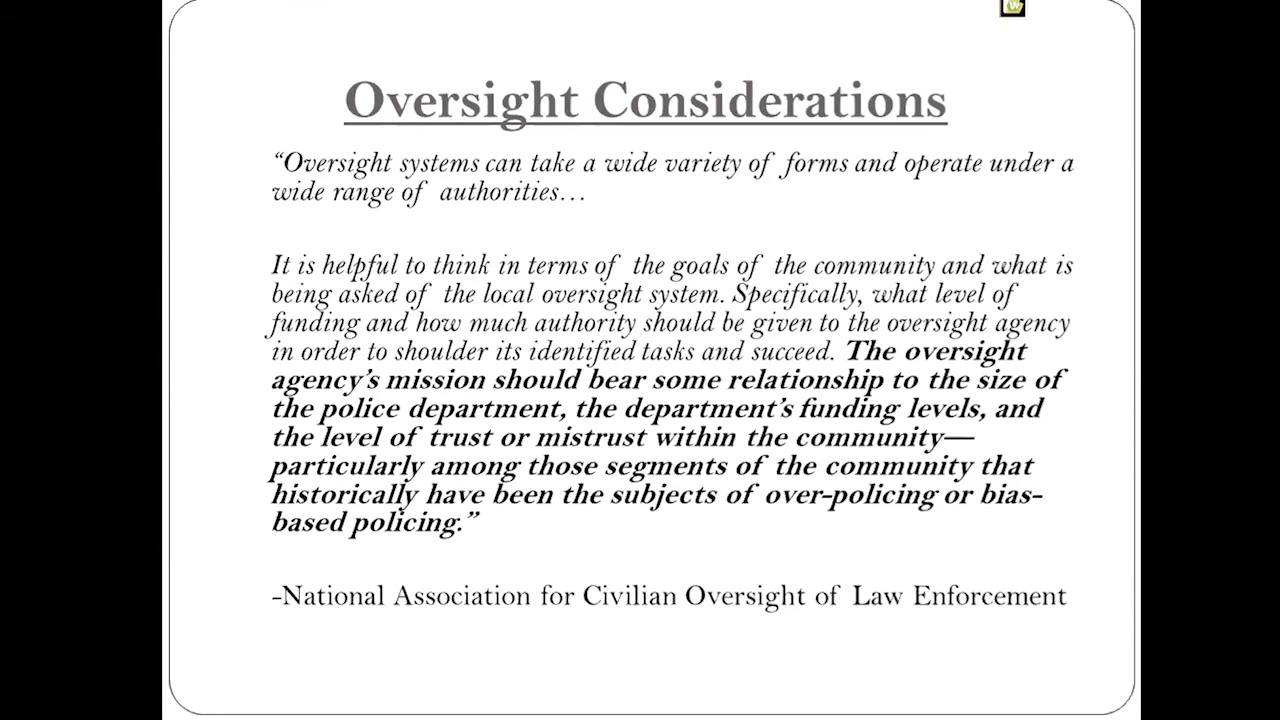 Oversight Considerations
“Oversight systems can take a wide variety of forms and operate under a
wide range of authorities…
It is helpful to think in terms of the goals of the community and what is
being asked of the local oversight system. Specifically, what level of
funding and how much authority should be given to the oversight agency
in order to shoulder its identified tasks and succeed. The oversight
agency’s mission should bear some relationship to the size of
the police department, the department’s funding levels, and
the level of trust or mistrust within the community—
particularly among those segments of the community that
historically have been the subjects of over-policing or bias-
based policing.”
-National Association for Civilian Oversight of Law Enforcement